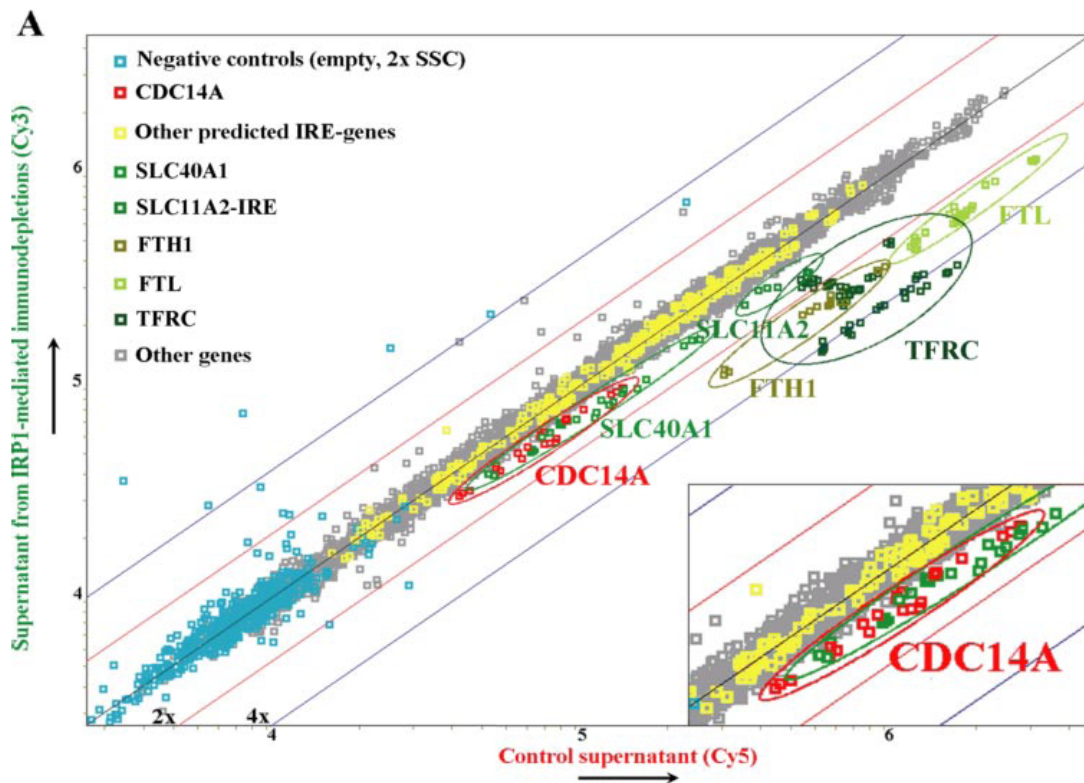 A
Negative controls (empty, 2x SSC)
CDC14A
Other predicted IRE-genes
SLC40A1
SLC11A2-IRE
FTH1
FTL
TFRC
Other genes
Supernatant from IRP1-mediated immunodepletions (Cy3)
6
5
4
FTL
SLC11A2
TFRC
FTH1
SLC40A1
CDC14A
CDC14A
2x
4x
4
5
6
Control supernatant (Cy5)